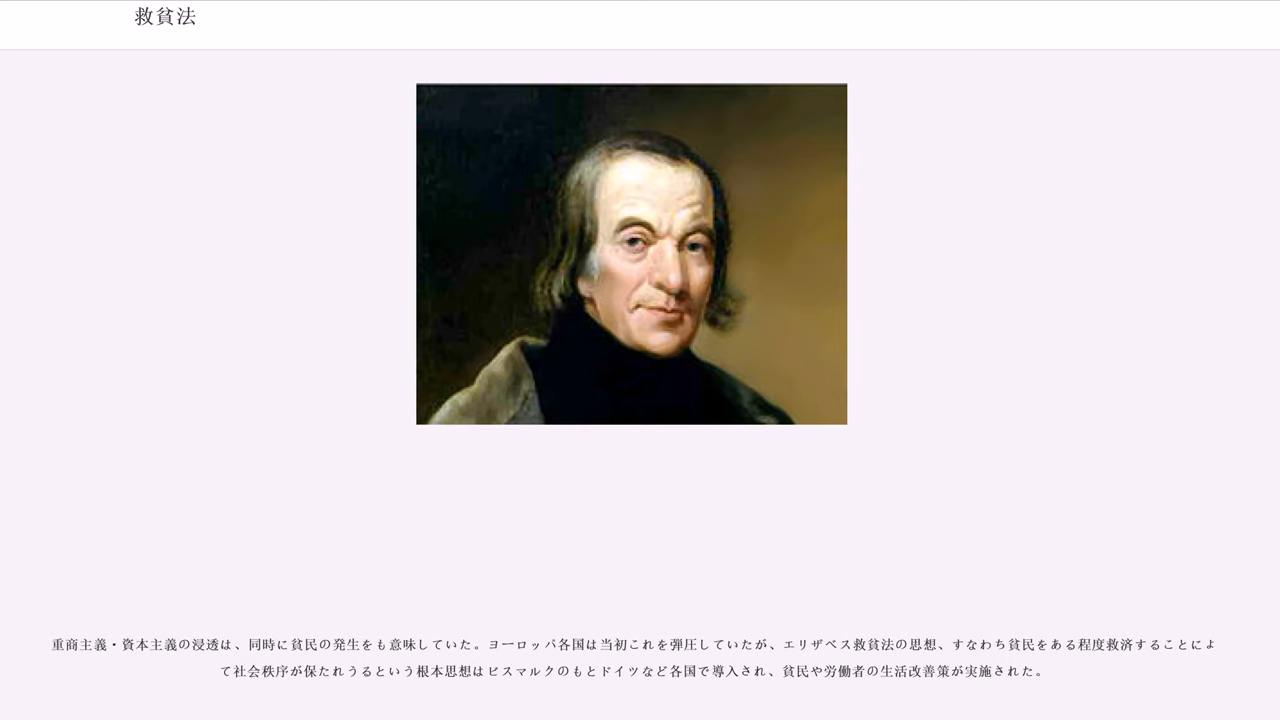 救貧法
重商主義・資本主義の浸透は、同時に貧民の発生をも意味していた。ヨーロッパ各国は当初これを弾圧していたが、エリザベス救貧法の思想、すなわち貧民をある程度救済することによ
て社会秩序が保たれうるという根本思想はビスマルクのもとドイツなど各国で導入され、貧民や労働者の生活改善策が実施された。